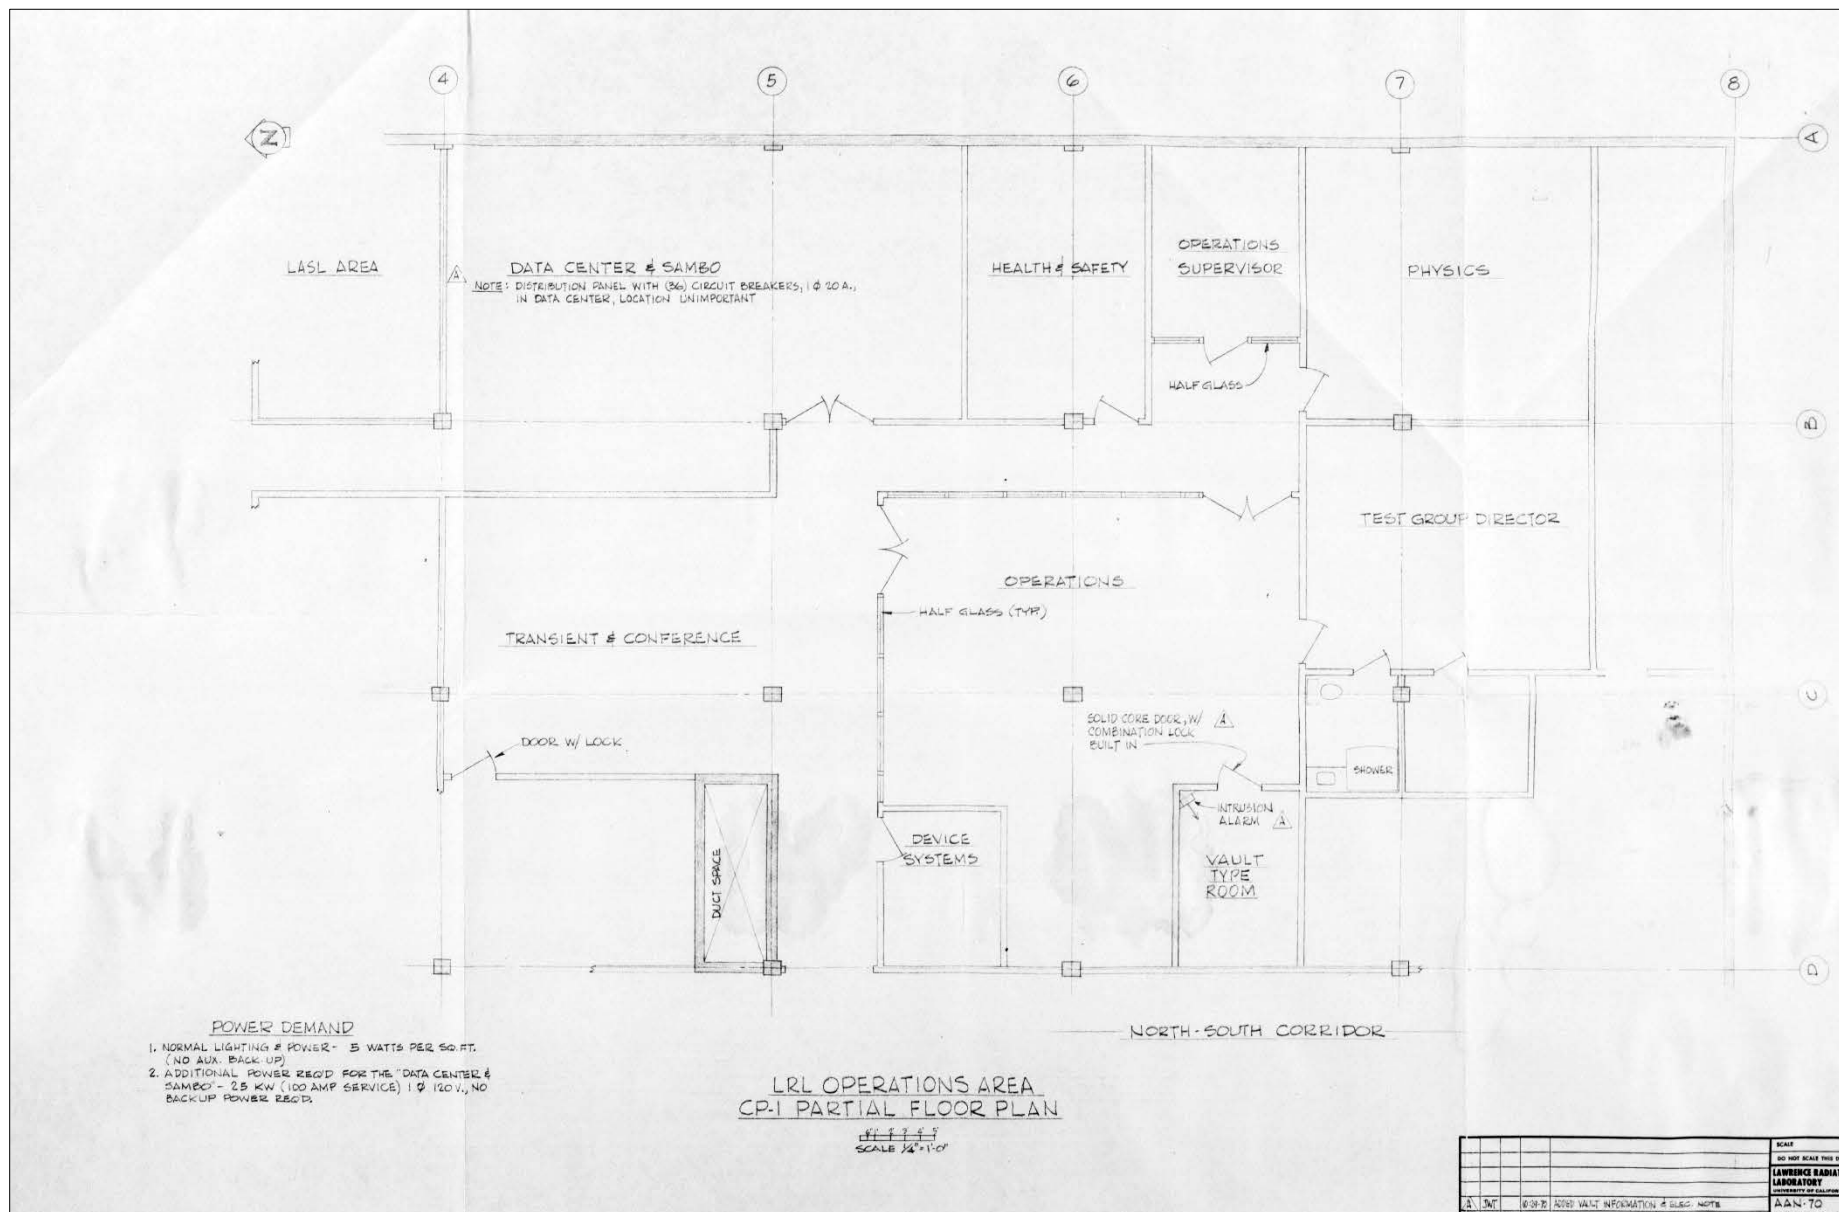 4
5
6
7
8
N
A
LASL AREA
DATA CENTER & SAMBO
A
NOTE: DISTRIBUTION PANEL WITH (36) CIRCUIT BREAKERS, 1 Ø 20 A.,
IN DATA CENTER, LOCATION UNIMPORTANT
HEALTH & SAFETY
OPERATIONS
SUPERVISOR
PHYSICS
HALF GLASS
B
TEST GROUP DIRECTOR
OPERATIONS
HALF GLASS (TYP.)
TRANSIENT & CONFERENCE
C
SOLID CORE DOOR, W/ A
COMBINATION LOCK
BUILT IN
DOOR W/ LOCK
SHOWER
INTRUSION
ALARM A
DEVICE
SYSTEMS
VAULT
TYPE
ROOM
DUCT SPACE
D
POWER DEMAND
1. NORMAL LIGHTING & POWER - 5 WATTS PER SQ. FT.
(NO AUX. BACK-UP)
2. ADDITIONAL POWER REQ'D FOR THE "DATA CENTER &
SAMBO" - 25 KW (100 AMP SERVICE) 1 Ø 120 V., NO
BACKUP POWER REQ'D.
NORTH-SOUTH CORRIDOR
LRL OPERATIONS AREA
CP-1 PARTIAL FLOOR PLAN
SCALE 1/4"=1'-0"
SCALE
DO NOT SCALE THIS
LAWRENCE RADIAT
LABORATORY
UNIVERSITY OF CALIFOR
A JWT ADDED VAULT INFORMATION & ELEC. NOTE
AAN-70